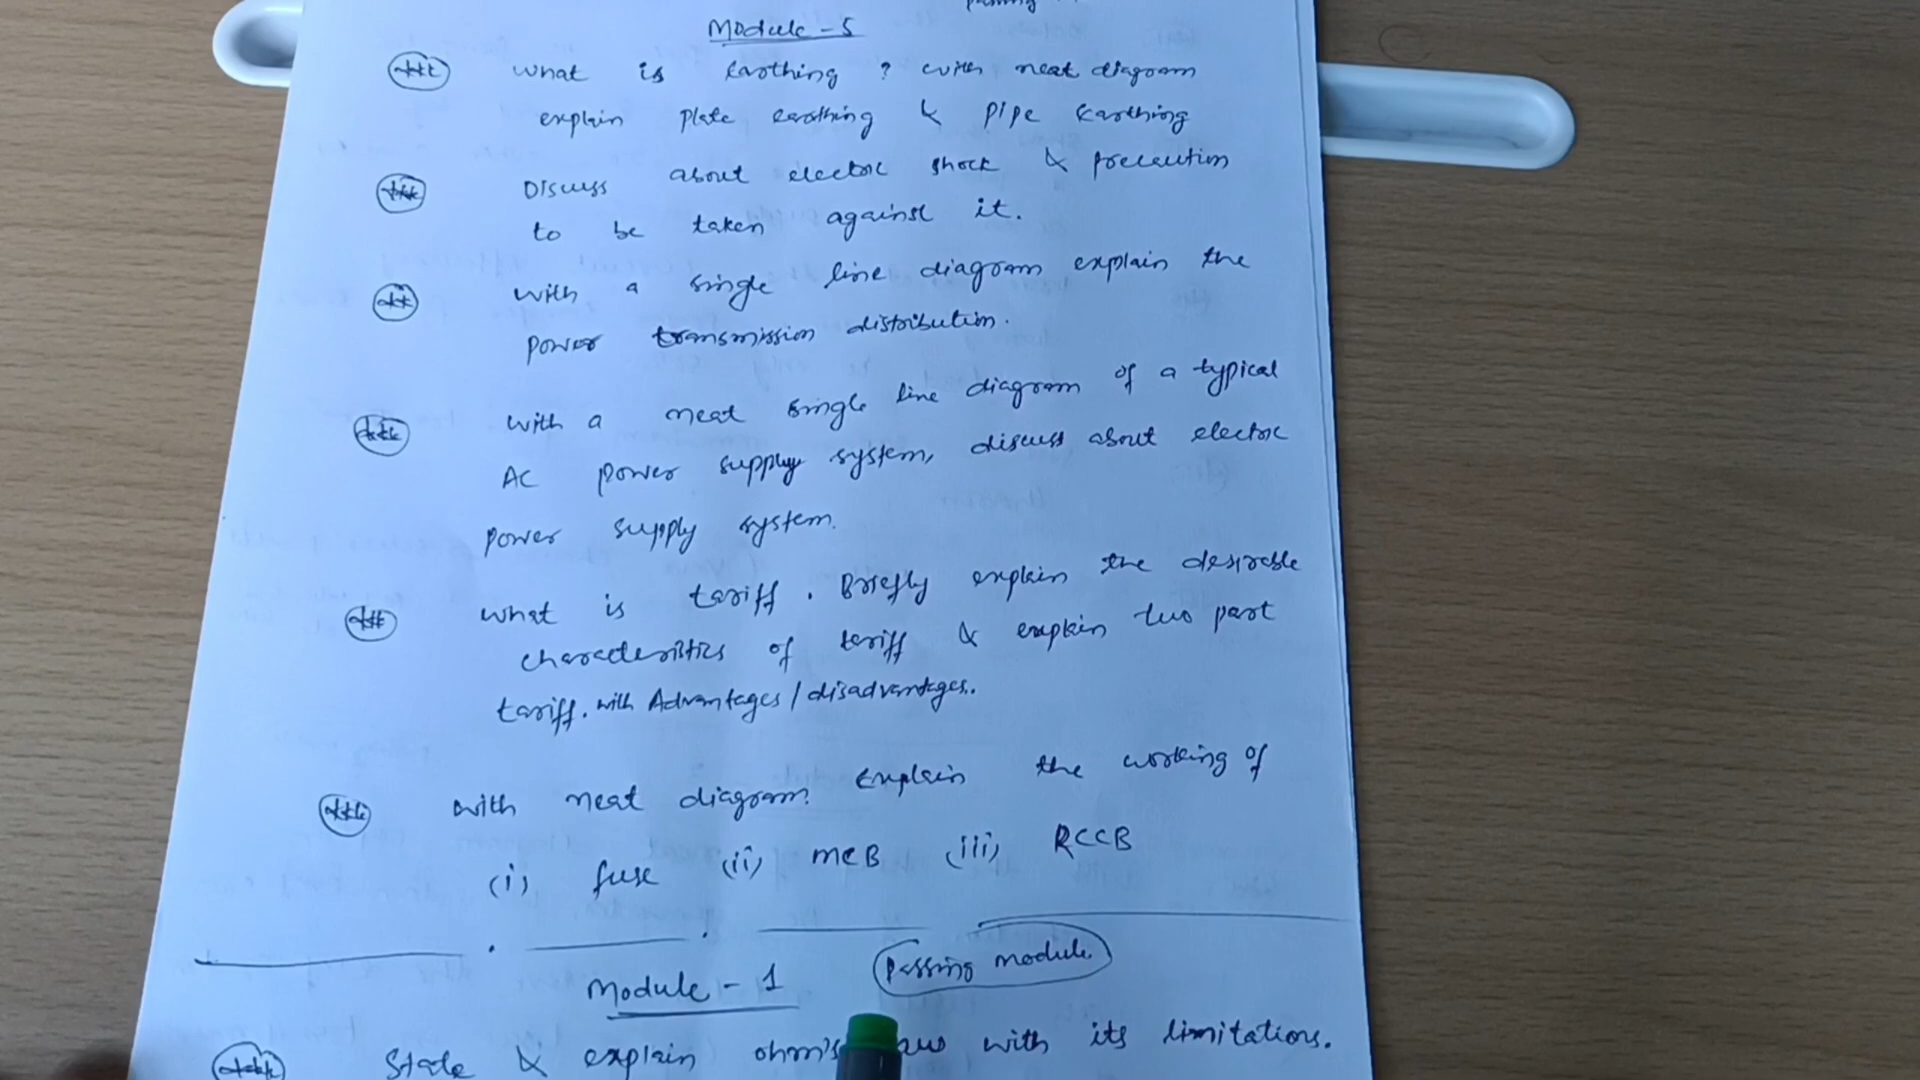 Module - 5
*** What is Earthing ? with neat diagram
explain plate earthing & Pipe Earthing
*** Discuss about electric shock & precaution
to be taken against it.
** with a single line diagram explain the
power transmission distribution.
*** with a neat single line diagram of a typical
AC power supply system, discuss about electric
power supply system.
** what is tariff. Briefly explain the desirable
characteristics of tariff & explain two part
tariff. with Advantages / disadvantages.
*** with neat diagram explain the working of
(i) fuse (ii) MCB (iii) RCCB
Module - 1 Passing module
*** State & explain ohm's with its limitations.